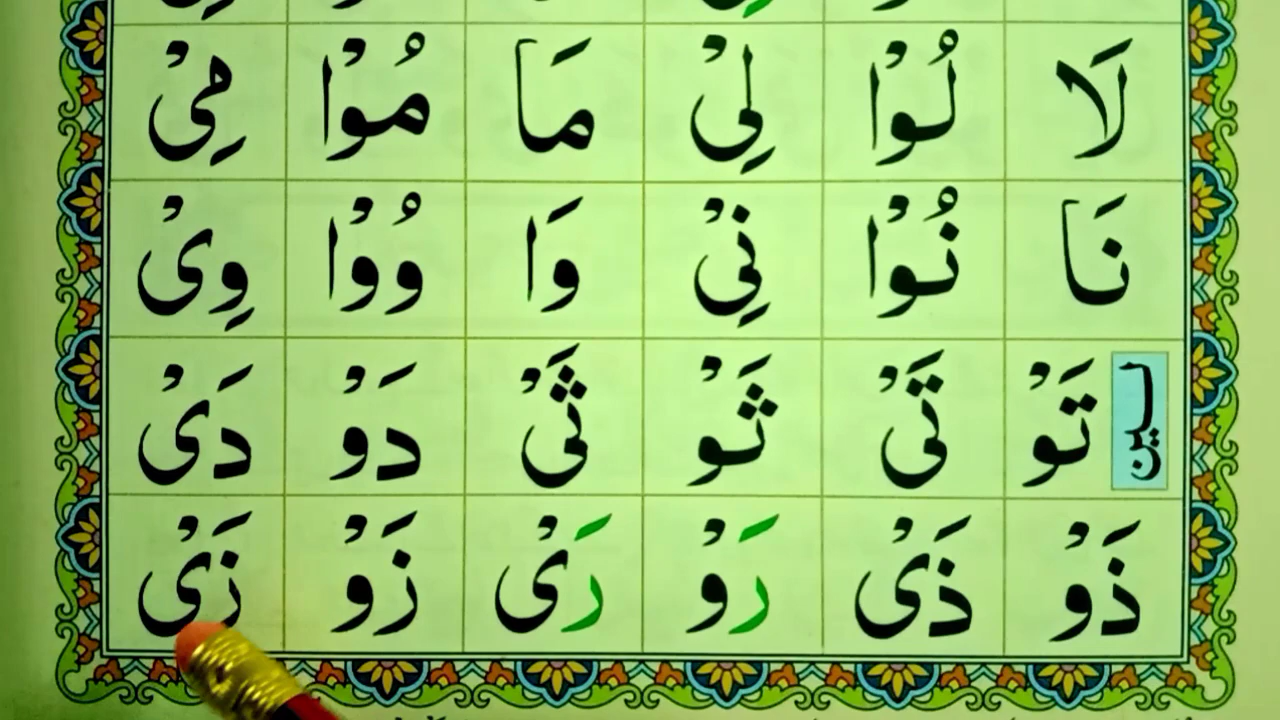 لَا لُوْا لِىْ مَا مُوْا مِىْ
نَا نُوْا نِىْ وَا وُوْا وِىْ
لین تَوْ تَىْ ثَوْ ثَىْ دَوْ دَىْ
ذَوْ ذَىْ رَوْ رَىْ زَوْ زَىْ